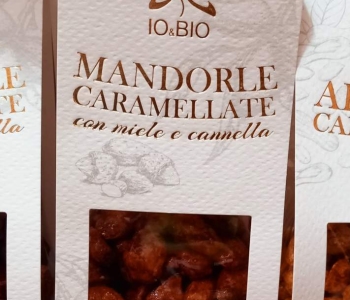 IO&BIO
MANDORLE
CARAMELLATE
con miele e cannella